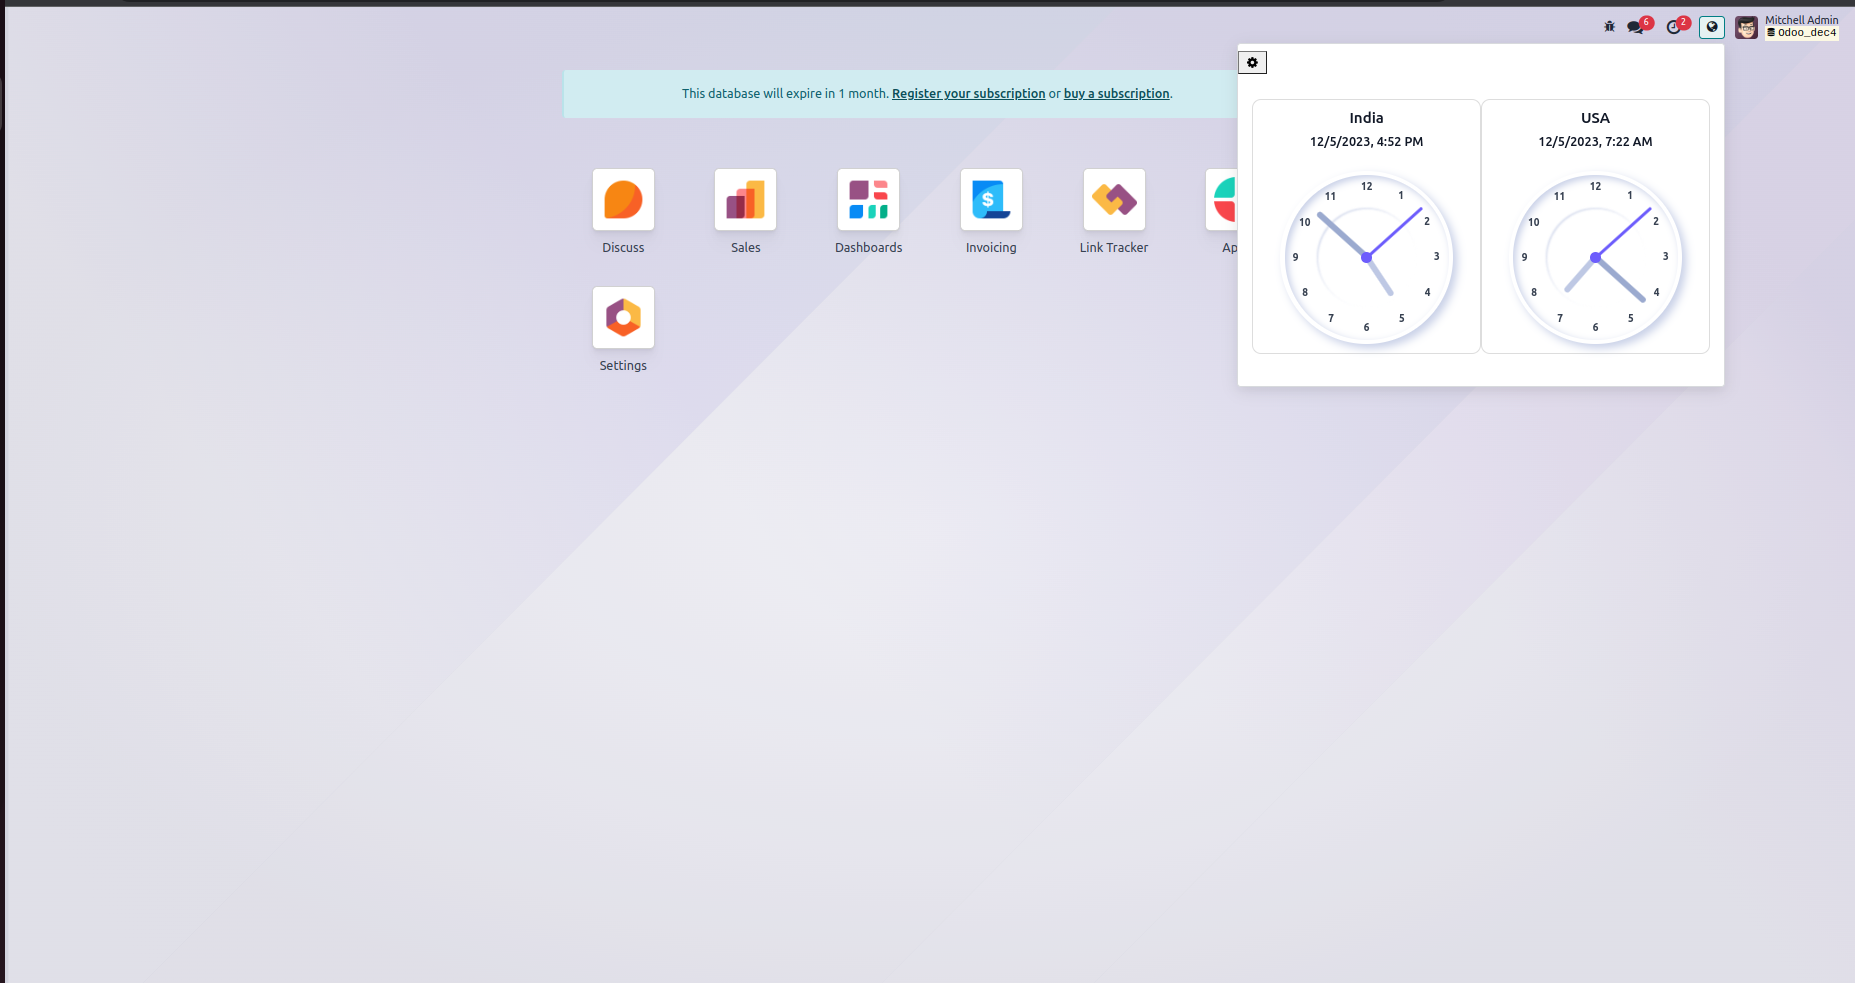 6
2
Mitchell Admin
Odoo_dec4
This database will expire in 1 month. Register your subscription or buy a subscription.
India
12/5/2023, 4:52 PM
12
1
2
3
4
5
6
7
8
9
10
11
USA
12/5/2023, 7:22 AM
12
1
2
3
4
5
6
7
8
9
10
11
$
Discuss
Sales
Dashboards
Invoicing
Link Tracker
Ap
Settings